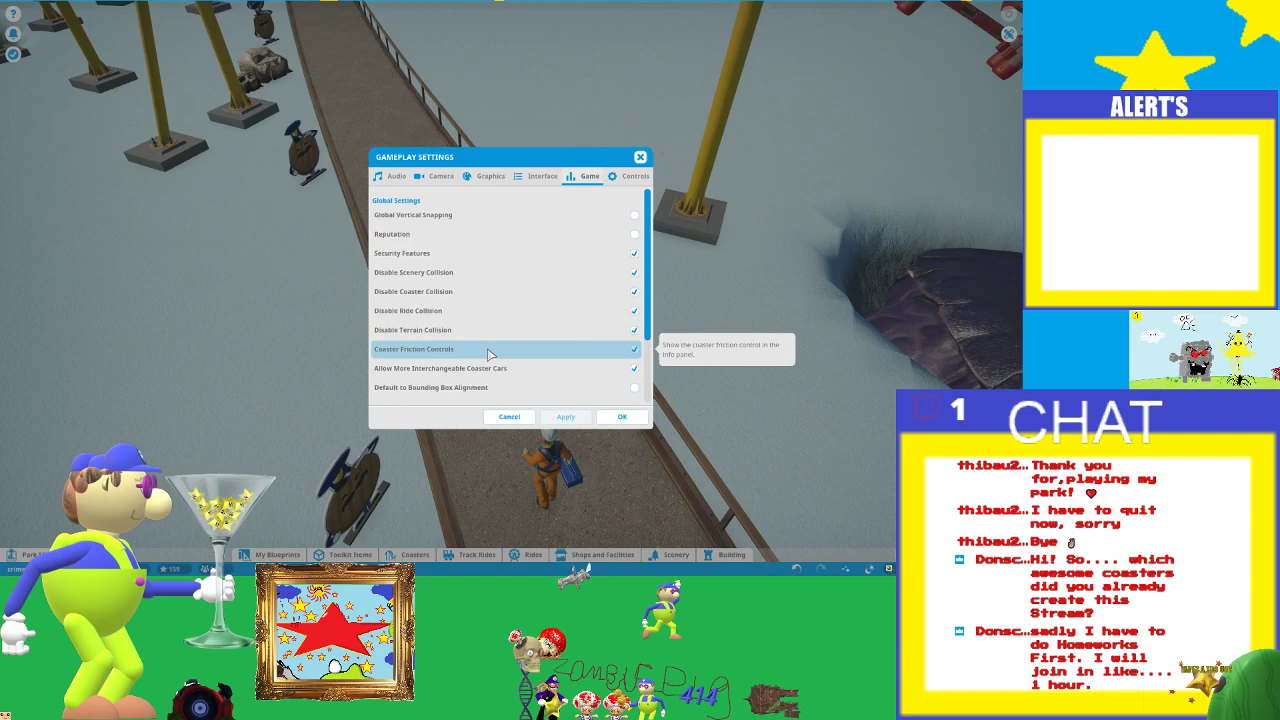 ?
ALERT'S
GAMEPLAY SETTINGS
Audio Camera Graphics Interface Game Controls
Global Settings
Global Vertical Snapping
Reputation
Security Features
Disable Scenery Collision
Disable Coaster Collision
Disable Ride Collision
Disable Terrain Collision
Coaster Friction Controls
Allow More Interchangeable Coaster Cars
Default to Bounding Box Alignment
Show the coaster friction control in the
info panel.
Cancel Apply OK
My Blueprints Toolkit Items Coasters Track Rides Rides Shops and Facilities Scenery Building
159
1 CHAT
thibau2... Thank you
for,playing my
park!
thibau2... I have to quit
now, sorry
thibau2... Bye
Donsc... Hi! So.... which
awesome coasters
did you already
create this
Stream?
Donsc... sadly I have to
do Homeworks
First. I will
join in like....
1 hour.
Zombie Pig
414